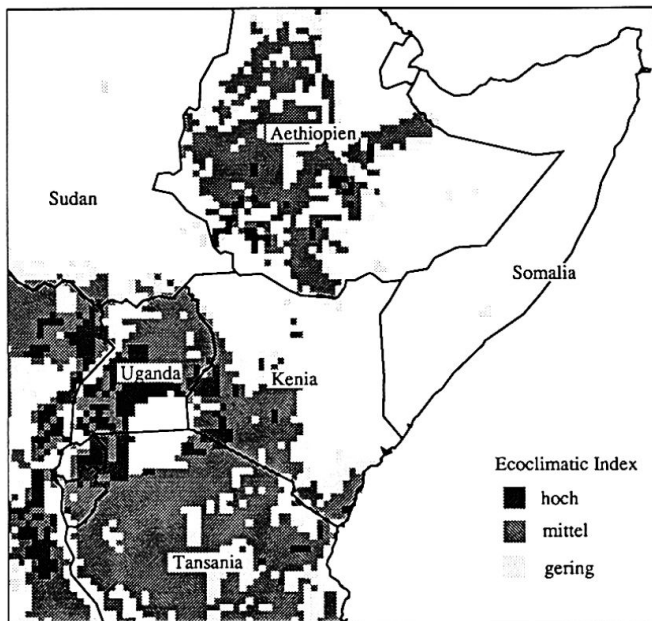 Aethiopien
Sudan
Somalia
Uganda
Kenia
Ecoclimatic Index
hoch
mittel
gering
Tansania